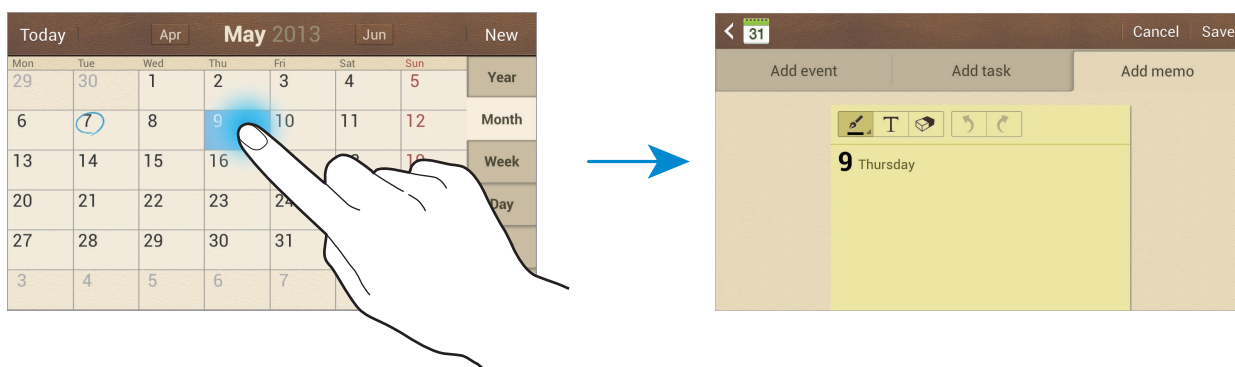 Today Apr May 2013 Jun New
Mon Tue Wed Thu Fri Sat Sun
29 30 1 2 3 4 5
Year
6 7 8 9 10 11 12
Month
13 14 15 16
Week
20 21 22 23
Day
27 28 29 30 31
3 4 5 6 7
31 Cancel Save
Add event Add task Add memo
T
9 Thursday